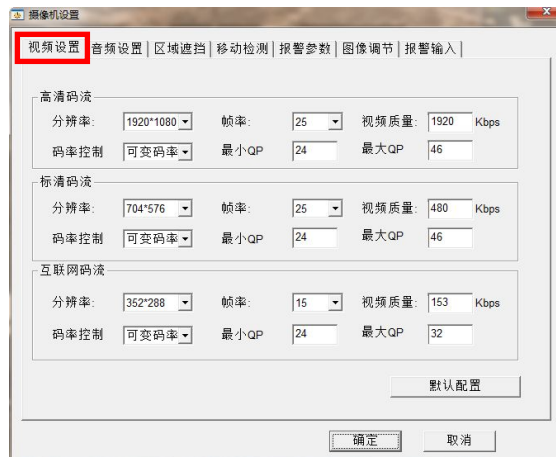 摄像机设置
视频设置 音频设置 区域遮挡 移动检测 报警参数 图像调节 报警输入
高清码流
分辨率: 1920*1080 帧率: 25 视频质量: 1920 Kbps
码率控制 可变码率 最小QP 24 最大QP 46
标清码流
分辨率: 704*576 帧率: 25 视频质量: 480 Kbps
码率控制 可变码率 最小QP 24 最大QP 46
互联网码流
分辨率: 352*288 帧率: 15 视频质量: 153 Kbps
码率控制 可变码率 最小QP 24 最大QP 32
默认配置
确定 取消